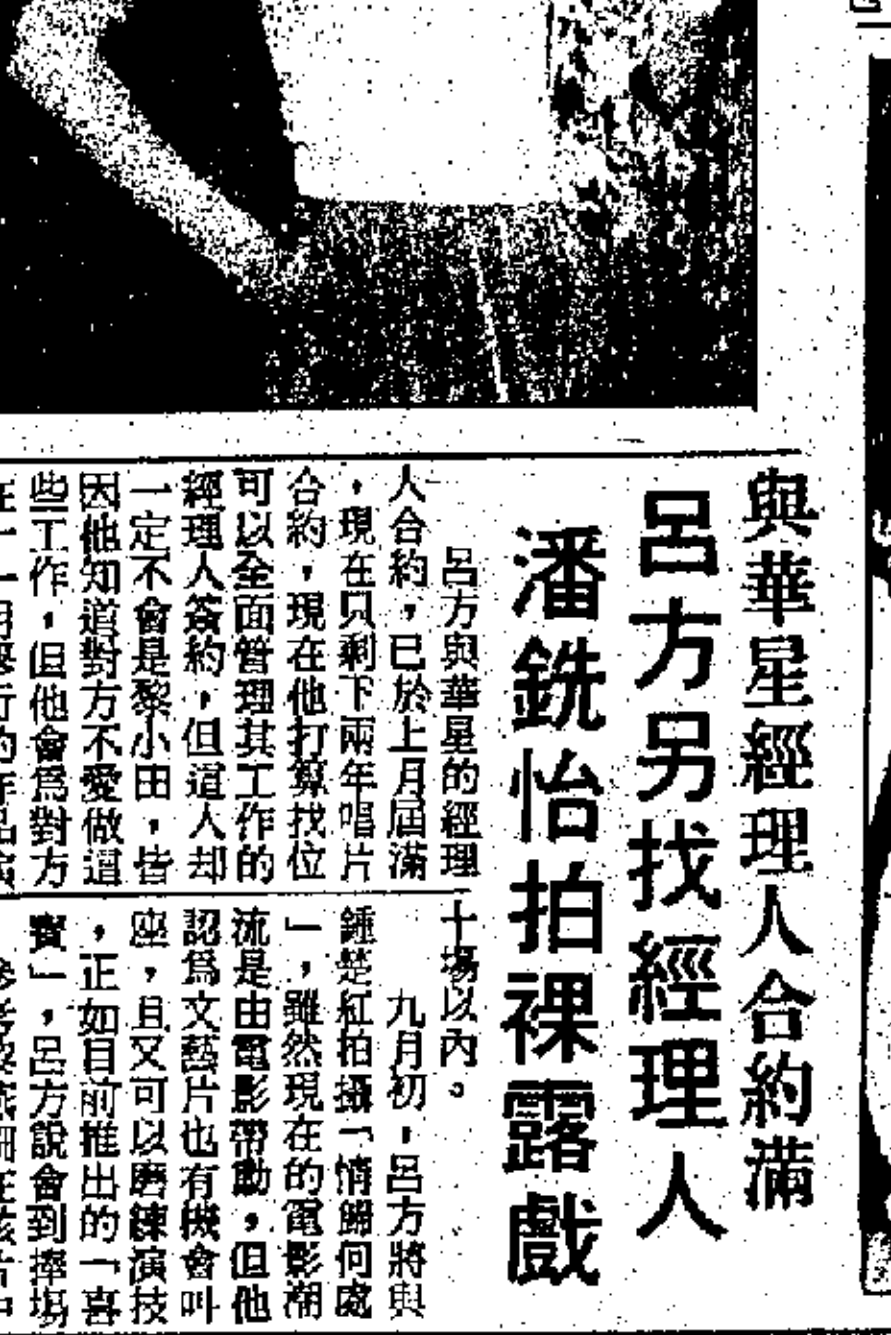 與華星經理人合約滿
呂方另找經理人
潘銑怡拍裸露戲
呂方與華星的經理
人合約，已於上月屆滿
，現在只剩下兩年唱片
合約，現在他打算找位
可以全面管理其工作的
經理人簽約，但這人却
一定不會是黎小田，皆
因他知道對方不愛做這
些工作，但他會爲對方
十場以內。
九月初，呂方將與
鍾楚紅拍攝「情歸何處
」，雖然現在的電影潮
流是由電影帶動，但他
認爲文藝片也有機會叫
座，且又可以磨練演技
，正如目前推出的「喜
寶」，呂方說會到捧場